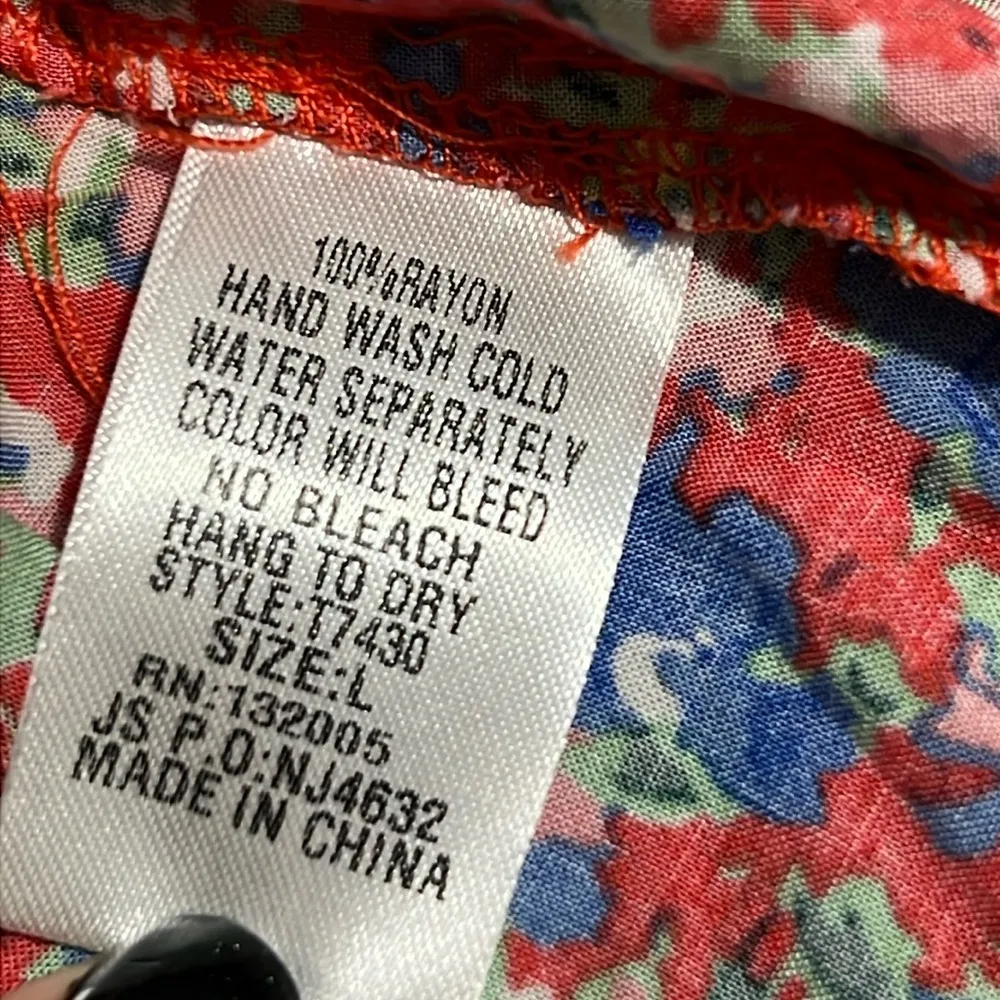 100%RAYON
HAND WASH COLD
WATER SEPARATELY
COLOR WILL BLEED
NO BLEACH
HANG TO DRY
STYLE:T7430
SIZE:L
RN:132005
JS P.O:NJ4632
MADE IN CHINA